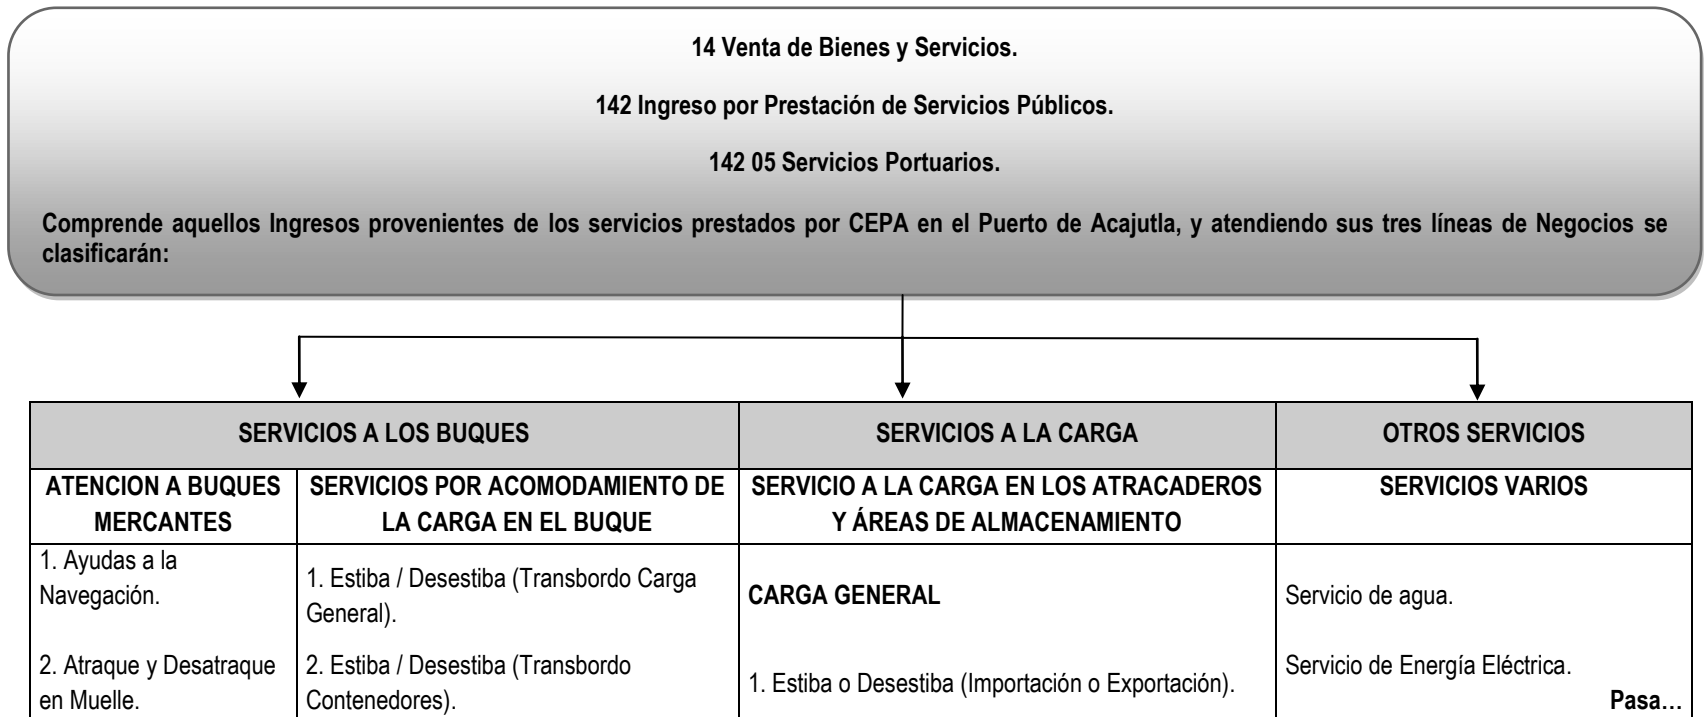 14 Venta de Bienes y Servicios.
142 Ingreso por Prestación de Servicios Públicos.
142 05 Servicios Portuarios.
Comprende aquellos Ingresos provenientes de los servicios prestados por CEPA en el Puerto de Acajutla, y atendiendo sus tres líneas de Negocios se
clasificarán:
SERVICIOS A LOS BUQUES
SERVICIOS A LA CARGA
OTROS SERVICIOS
ATENCION A BUQUES
MERCANTES
SERVICIOS POR ACOMODAMIENTO DE
LA CARGA EN EL BUQUE
SERVICIO A LA CARGA EN LOS ATRACADEROS
Y ÁREAS DE ALMACENAMIENTO
SERVICIOS VARIOS
1. Ayudas a la
Navegación.
1. Estiba / Desestiba (Transbordo Carga
General).
CARGA GENERAL
Servicio de agua.
2. Atraque y Desatraque
en Muelle.
2. Estiba / Desestiba (Transbordo
Contenedores).
1. Estiba o Desestiba (Importación o Exportación).
Servicio de Energía Eléctrica.
Pasa…